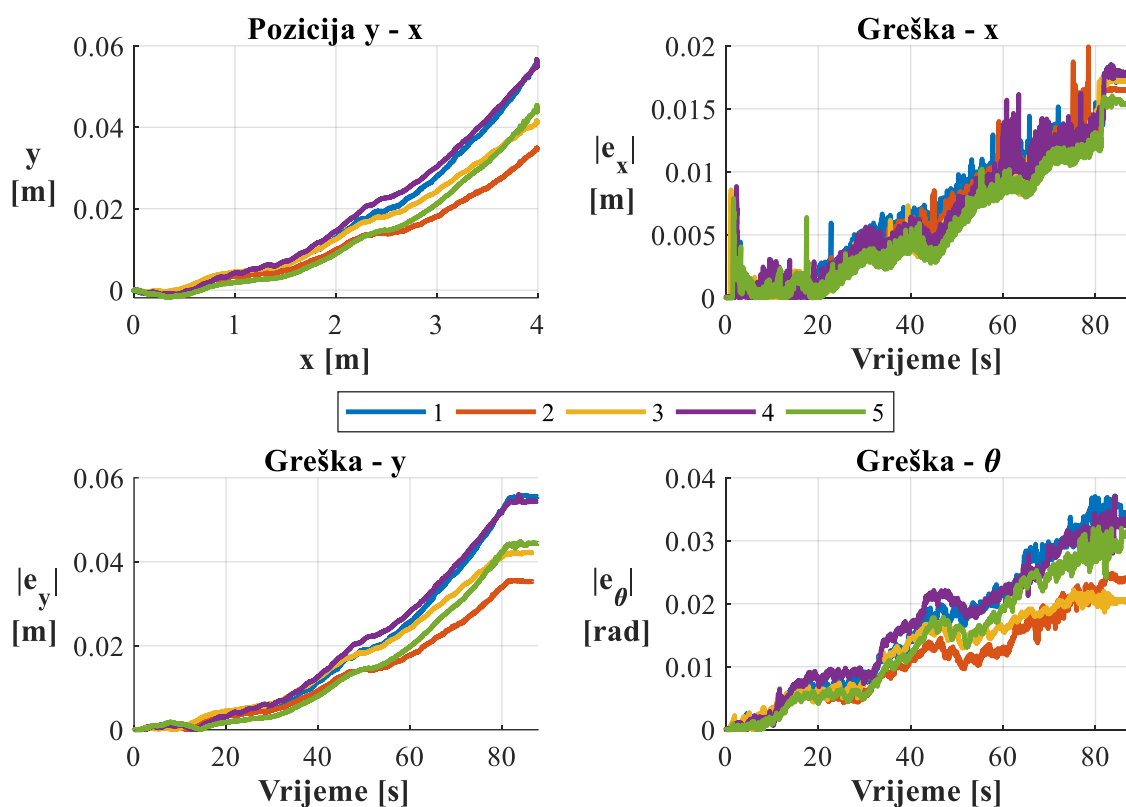 Pozicija y - x
0.06
0.04
0.02
0
y
[m]
0 1 2 3 4
x [m]
Greška - x
0.02
0.015
0.01
0.005
0
|e_x|
[m]
0 20 40 60 80
Vrijeme [s]
1 2 3 4 5
Greška - y
0.06
0.04
0.02
0
|e_y|
[m]
0 20 40 60 80
Vrijeme [s]
Greška - θ
0.04
0.03
0.02
0.01
0
|e_θ|
[rad]
0 20 40 60 80
Vrijeme [s]